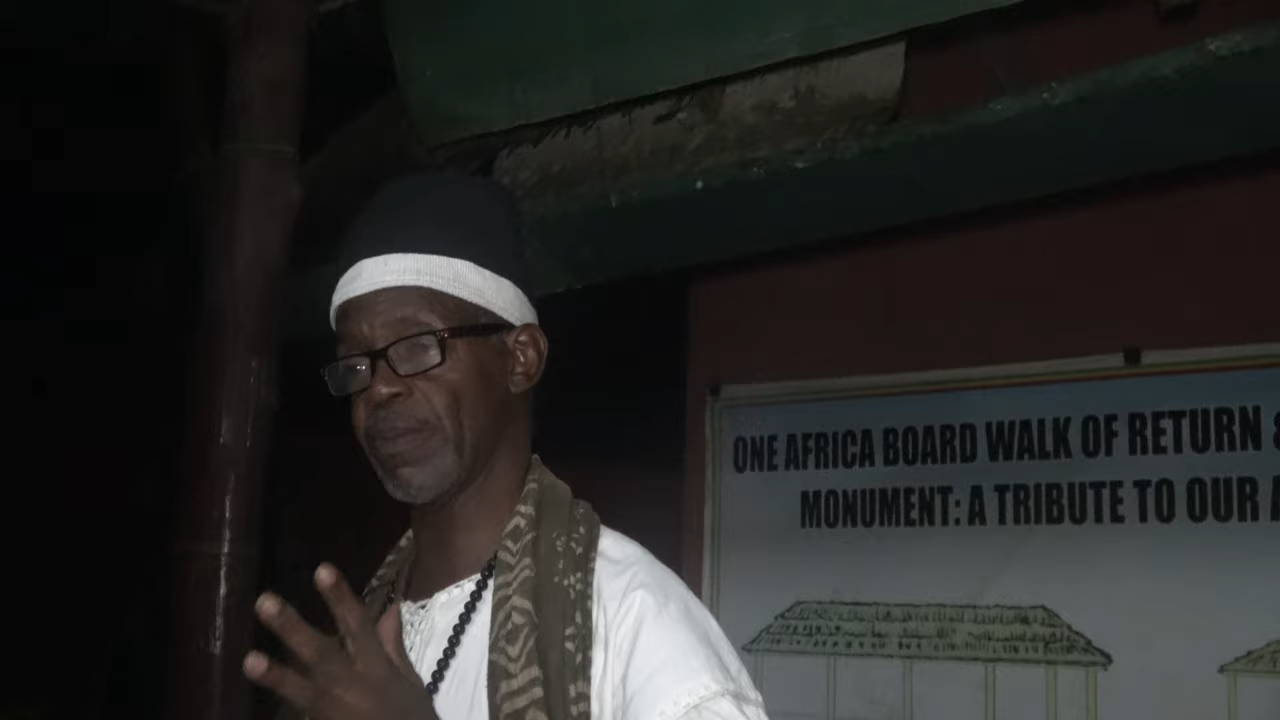 ONE AFRICA BOARD WALK OF RETURN
MONUMENT: A TRIBUTE TO OUR